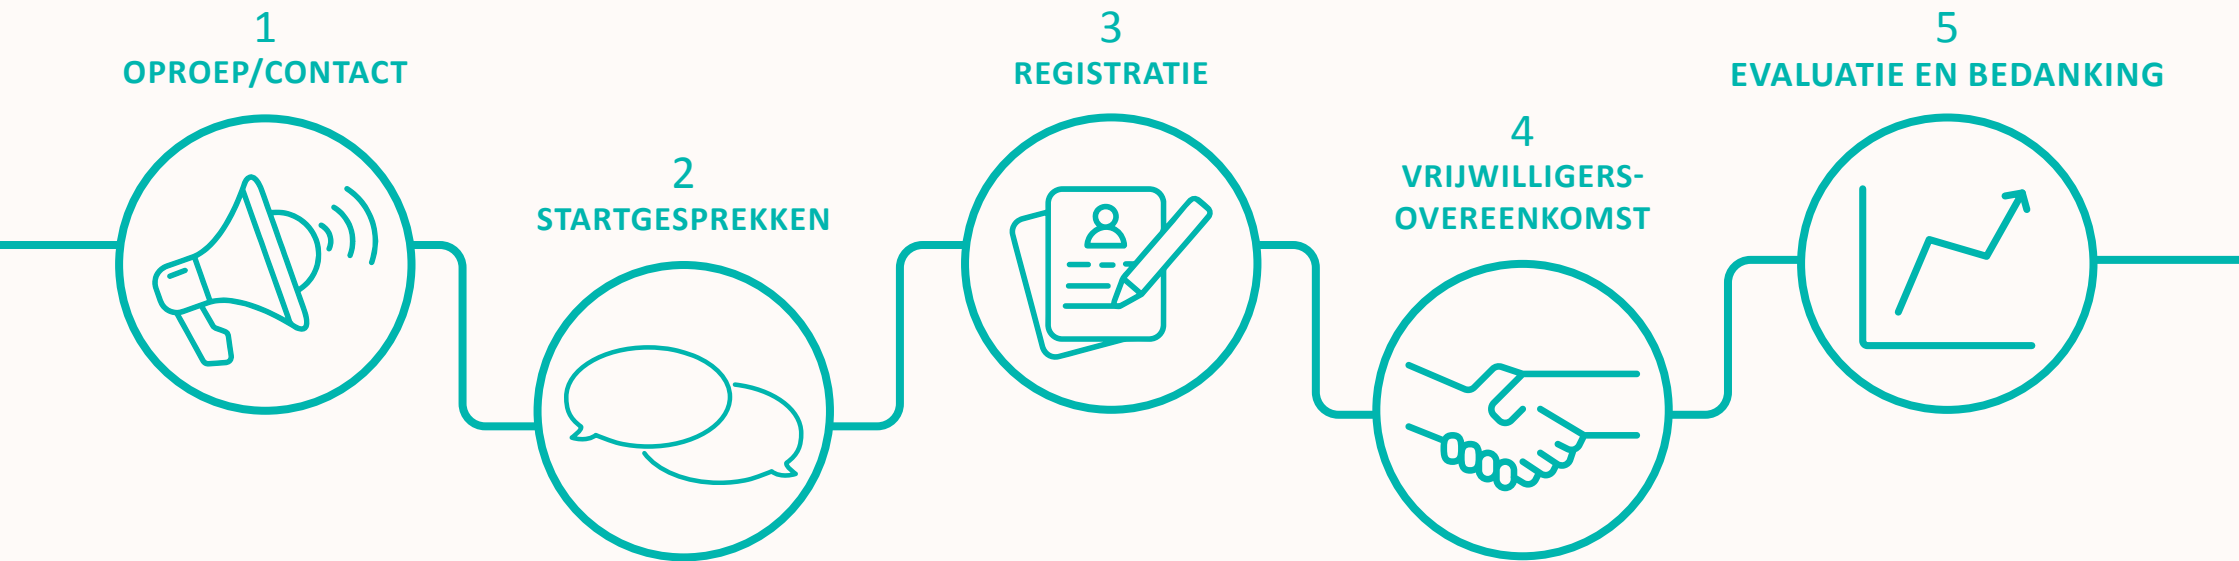 1
OPROEP/CONTACT
2
STARTGESPREKKEN
3
REGISTRATIE
4
VRIJWILLIGERS-
OVEREENKOMST
5
EVALUATIE EN BEDANKING